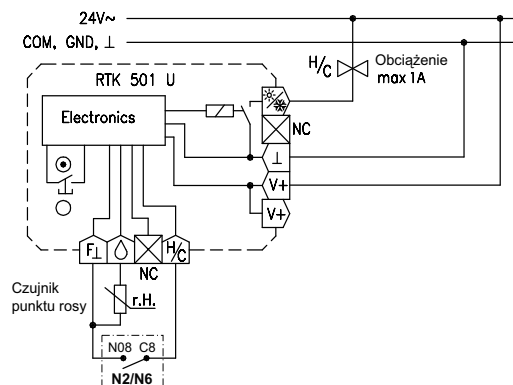 24V~
COM, GND, ⊥
H/C
Obciążenie
max 1A
RTK 501 U
Electronics
NC
⊥
V+
V+
F⊥
H/C
NC
Czujnik
punktu rosy
r.H.
N08 C8
N2/N6